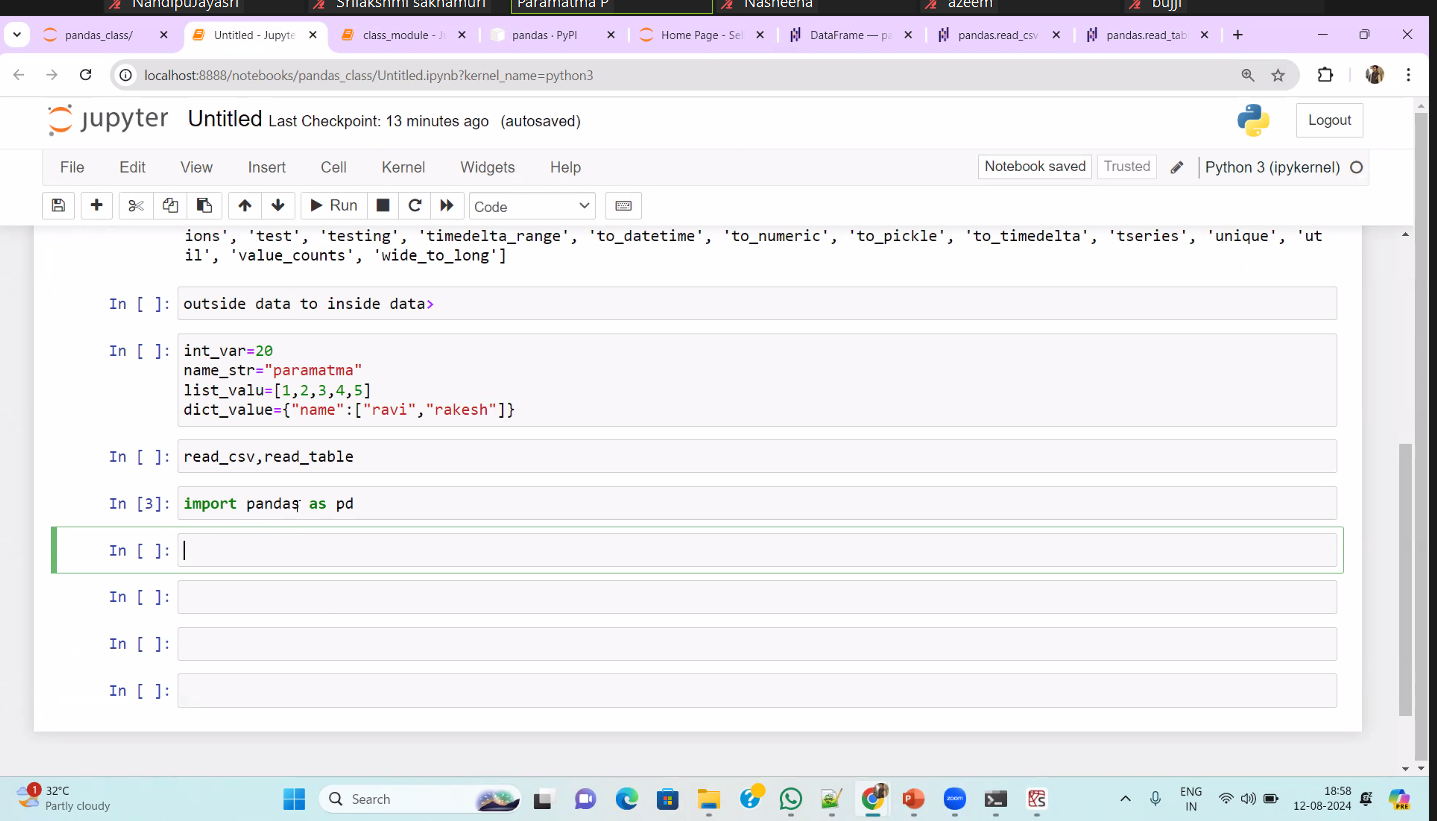 NandipuJayasri Srilakshmi saknamuri Paramatma P Nasheena azeem bujji
pandas_class/ Untitled - Jupyte class_module - Ju pandas · PyPI Home Page - Sel DataFrame — pa pandas.read_csv pandas.read_tab
localhost:8888/notebooks/pandas_class/Untitled.ipynb?kernel_name=python3
jupyter Untitled Last Checkpoint: 13 minutes ago (autosaved) Logout
File Edit View Insert Cell Kernel Widgets Help Notebook saved Trusted Python 3 (ipykernel)
Run Code
ions', 'test', 'testing', 'timedelta_range', 'to_datetime', 'to_numeric', 'to_pickle', 'to_timedelta', 'tseries', 'unique', 'ut
il', 'value_counts', 'wide_to_long']
In [ ]: outside data to inside data>
In [ ]: int_var=20
name_str="paramatma"
list_valu=[1,2,3,4,5]
dict_value={"name":["ravi","rakesh"]}
In [ ]: read_csv,read_table
In [3]: import pandas as pd
In [ ]:
In [ ]:
In [ ]:
In [ ]:
1 32°C
Partly cloudy
Search
zoom
PRE
ENG
IN
18:58
12-08-2024